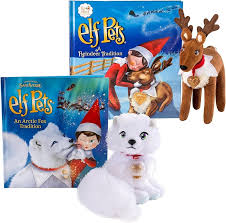 elf Pets
Reindeer Tradition
elf Pets
An Arctic Fox
Tradition